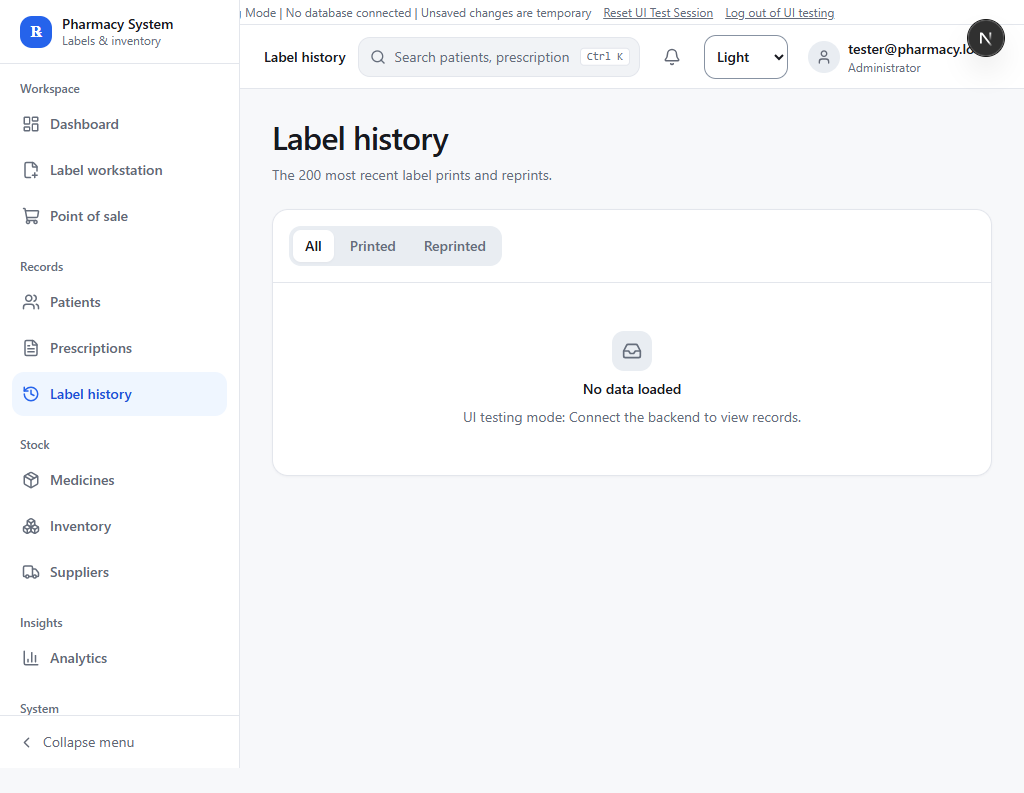 Pharmacy System
Labels & inventory
Mode | No database connected | Unsaved changes are temporary Reset UI Test Session Log out of UI testing
Label history Search patients, prescription Ctrl K Light tester@pharmacy.lo
Administrator
N
Workspace
Dashboard
Label workstation
Point of sale
Records
Patients
Prescriptions
Label history
Stock
Medicines
Inventory
Suppliers
Insights
Analytics
System
Collapse menu
Label history
The 200 most recent label prints and reprints.
All Printed Reprinted
No data loaded
UI testing mode: Connect the backend to view records.